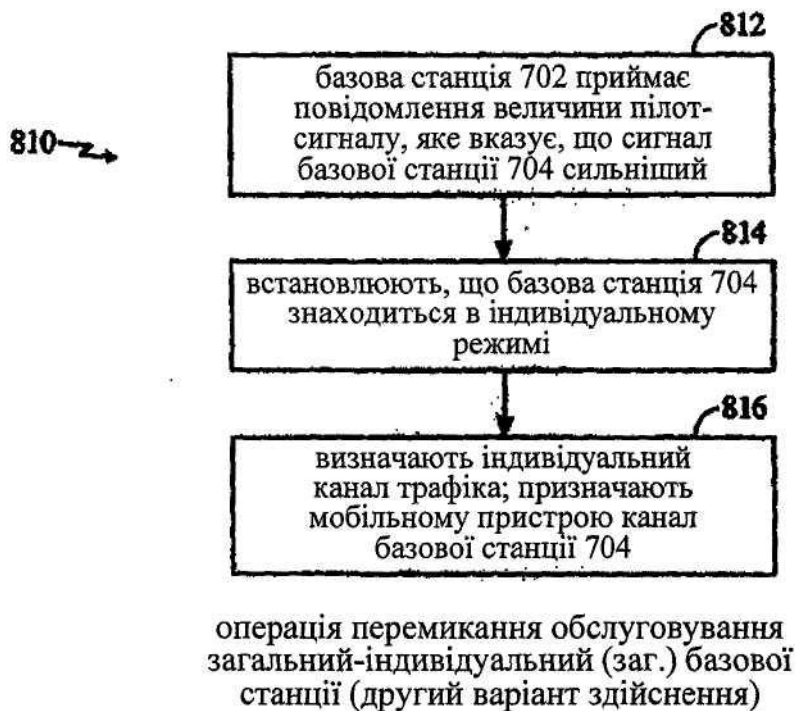 812
базова станція 702 приймає
повідомлення величини пілот-
сигналу, яке вказує, що сигнал
базової станції 704 сильніший
810
814
встановлюють, що базова станція 704
знаходиться в індивідуальному
режимі
816
визначають індивідуальний
канал трафіка; призначають
мобільному пристрою канал
базової станції 704
операція перемикання обслуговування
загальний-індивідуальний (заг.) базової
станції (другий варіант здійснення)